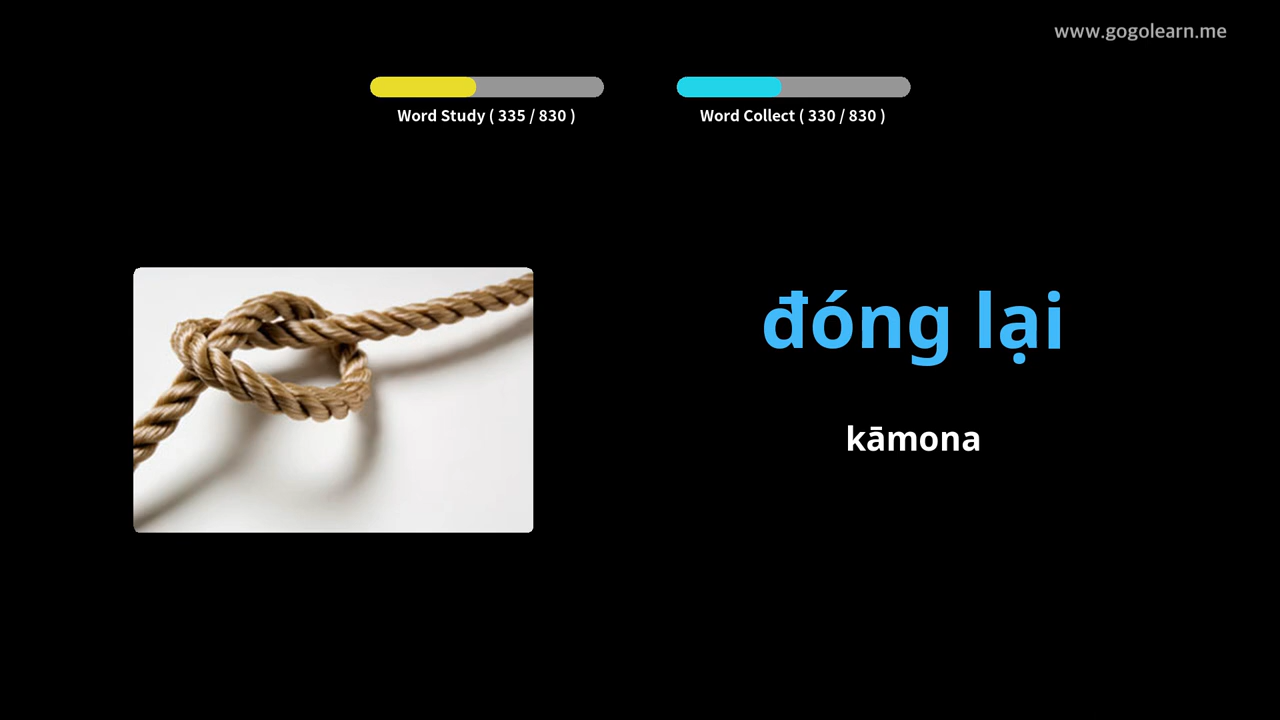 www.gogolearn.me
Word Study ( 335 / 830 )
Word Collect ( 330 / 830 )
đóng lại
kāmona